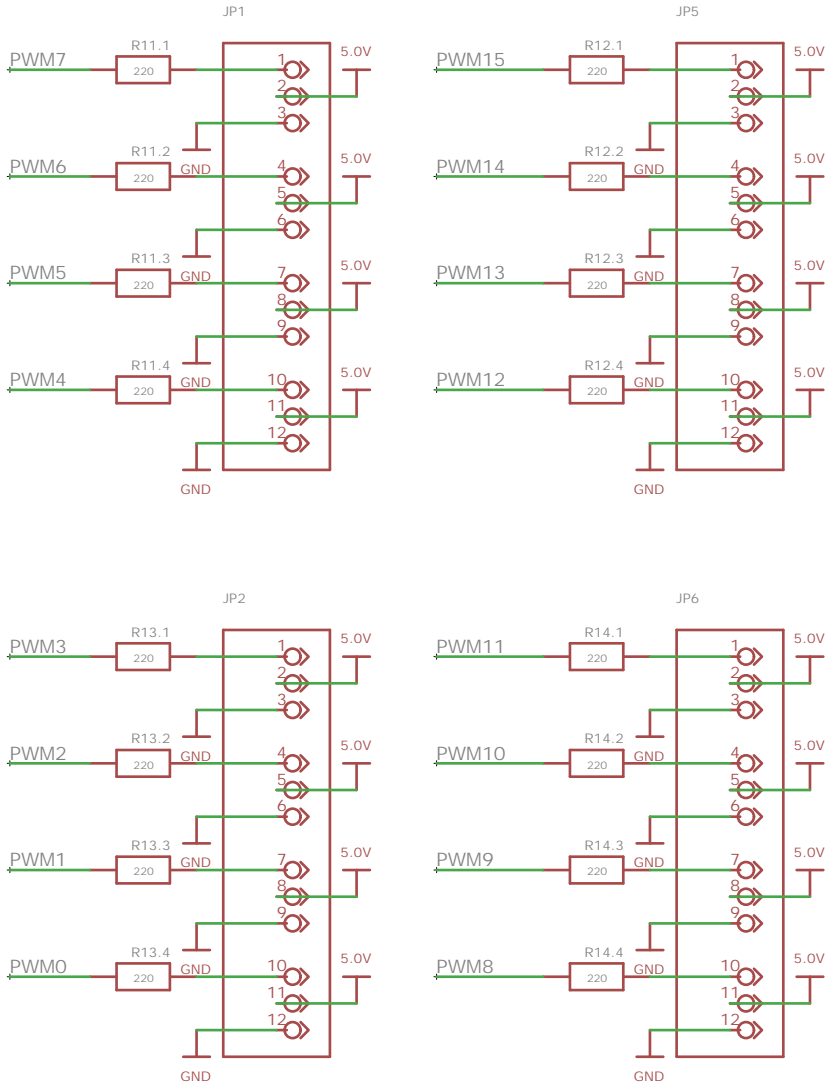 JP1
PWM7
R11.1
220
1
5.0V
2
3
GND
PWM6
R11.2
220
4
5.0V
5
6
GND
PWM5
R11.3
220
7
5.0V
8
9
GND
PWM4
R11.4
220
10
5.0V
11
12
GND
JP5
PWM15
R12.1
220
1
5.0V
2
3
GND
PWM14
R12.2
220
4
5.0V
5
6
GND
PWM13
R12.3
220
7
5.0V
8
9
GND
PWM12
R12.4
220
10
5.0V
11
12
GND
JP2
PWM3
R13.1
220
1
5.0V
2
3
GND
PWM2
R13.2
220
4
5.0V
5
6
GND
PWM1
R13.3
220
7
5.0V
8
9
GND
PWM0
R13.4
220
10
5.0V
11
12
GND
JP6
PWM11
R14.1
220
1
5.0V
2
3
GND
PWM10
R14.2
220
4
5.0V
5
6
GND
PWM9
R14.3
220
7
5.0V
8
9
GND
PWM8
R14.4
220
10
5.0V
11
12
GND